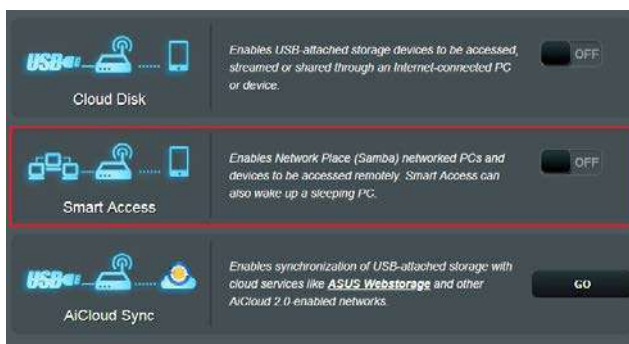 USB
Cloud Disk
Enables USB-attached storage devices to be accessed,
streamed or shared through an Internet-connected PC
or device.
OFF
Smart Access
Enables Network Place (Samba) networked PCs and
devices to be accessed remotely. Smart Access can
also wake up a sleeping PC.
OFF
USB
AiCloud Sync
Enables synchronization of USB-attached storage with
cloud services like ASUS Webstorage and other
AiCloud 2.0-enabled networks.
GO